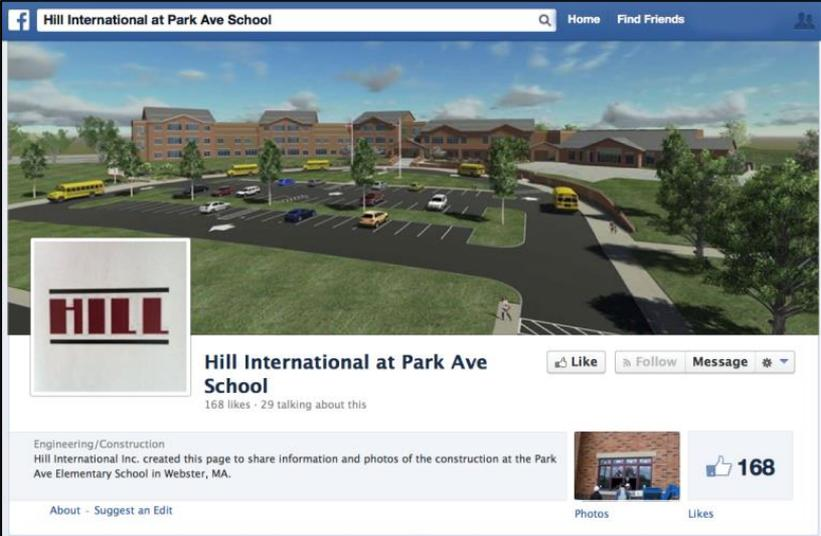 Hill International at Park Ave School
Home
Find Friends
HILL
Hill International at Park Ave
School
Like
Follow
Message
168 likes · 29 talking about this
Engineering/Construction
Hill International Inc. created this page to share information and photos of the construction at the Park
Ave Elementary School in Webster, MA.
168
About - Suggest an Edit
Photos
Likes